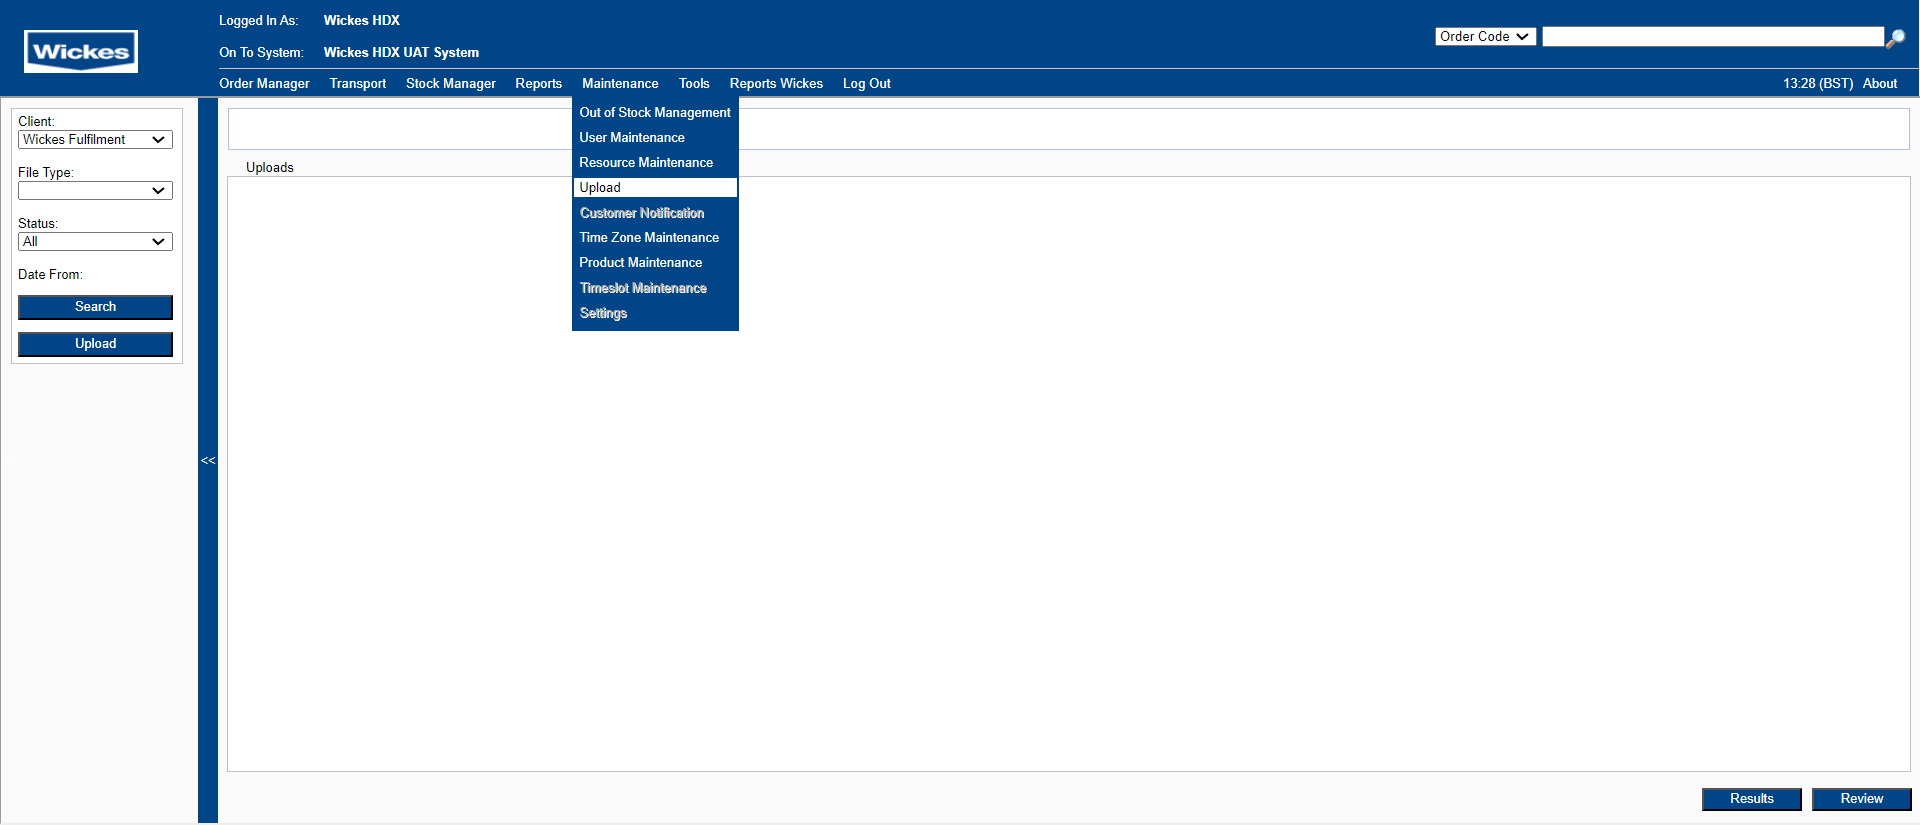 Wickes
Logged In As: Wickes HDX
On To System: Wickes HDX UAT System
Order Code
Order Manager Transport Stock Manager Reports Maintenance Tools Reports Wickes Log Out
13:28 (BST) About
Client:
Wickes Fulfilment
File Type:
Status:
All
Date From:
Search
Upload
<<
Uploads
Out of Stock Management
User Maintenance
Resource Maintenance
Upload
Customer Notification
Time Zone Maintenance
Product Maintenance
Timeslot Maintenance
Settings
Results Review